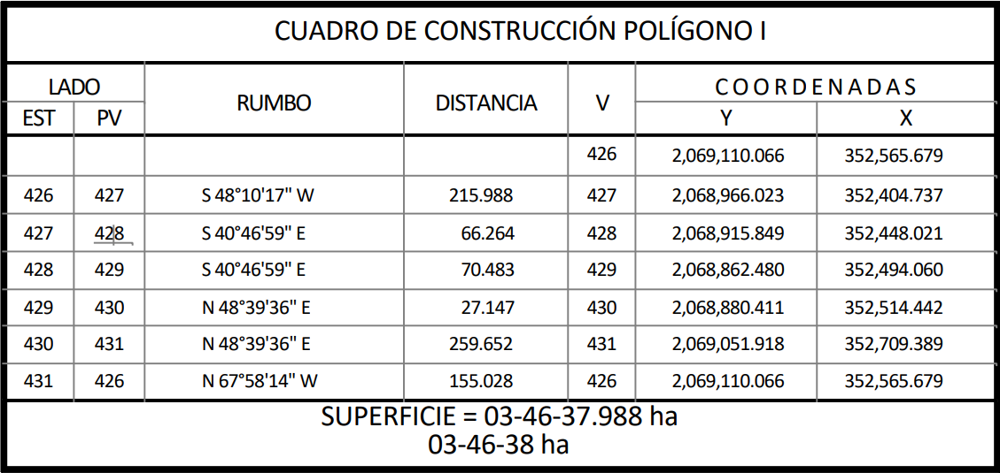 CUADRO DE CONSTRUCCIÓN POLÍGONO I
LADO RUMBO DISTANCIA V COORDENADAS
EST PV Y X
426 2,069,110.066 352,565.679
426 427 S 48°10'17" W 215.988 427 2,068,966.023 352,404.737
427 428 S 40°46'59" E 66.264 428 2,068,915.849 352,448.021
428 429 S 40°46'59" E 70.483 429 2,068,862.480 352,494.060
429 430 N 48°39'36" E 27.147 430 2,068,880.411 352,514.442
430 431 N 48°39'36" E 259.652 431 2,069,051.918 352,709.389
431 426 N 67°58'14" W 155.028 426 2,069,110.066 352,565.679
SUPERFICIE = 03-46-37.988 ha
03-46-38 ha